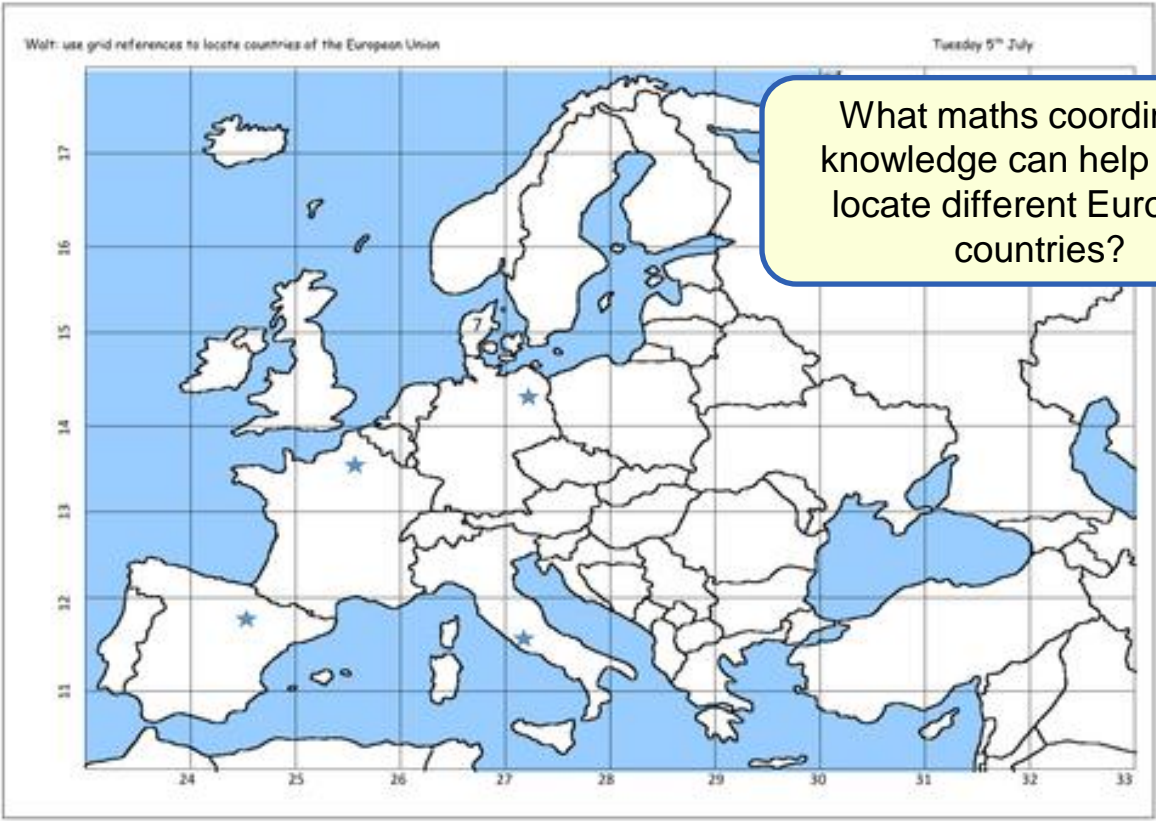 Walt: use grid references to locate countries of the European Union
Tuesday 5th July
What maths coordin
knowledge can help
locate different Euro
countries?
17
16
15
14
13
12
11
7
24 25 26 27 28 29 30 31 32 33